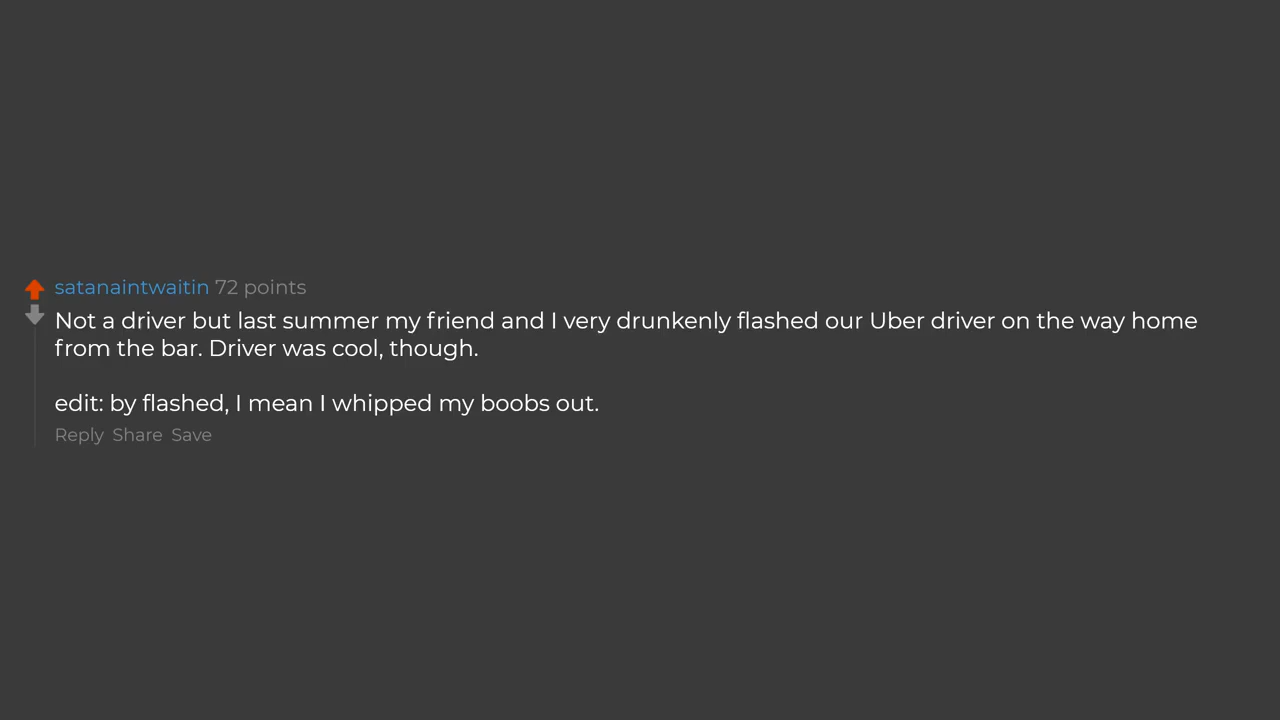 satanaintwaitin 72 points
Not a driver but last summer my friend and I very drunkenly flashed our Uber driver on the way home
from the bar. Driver was cool, though.
edit: by flashed, I mean I whipped my boobs out.
Reply Share Save